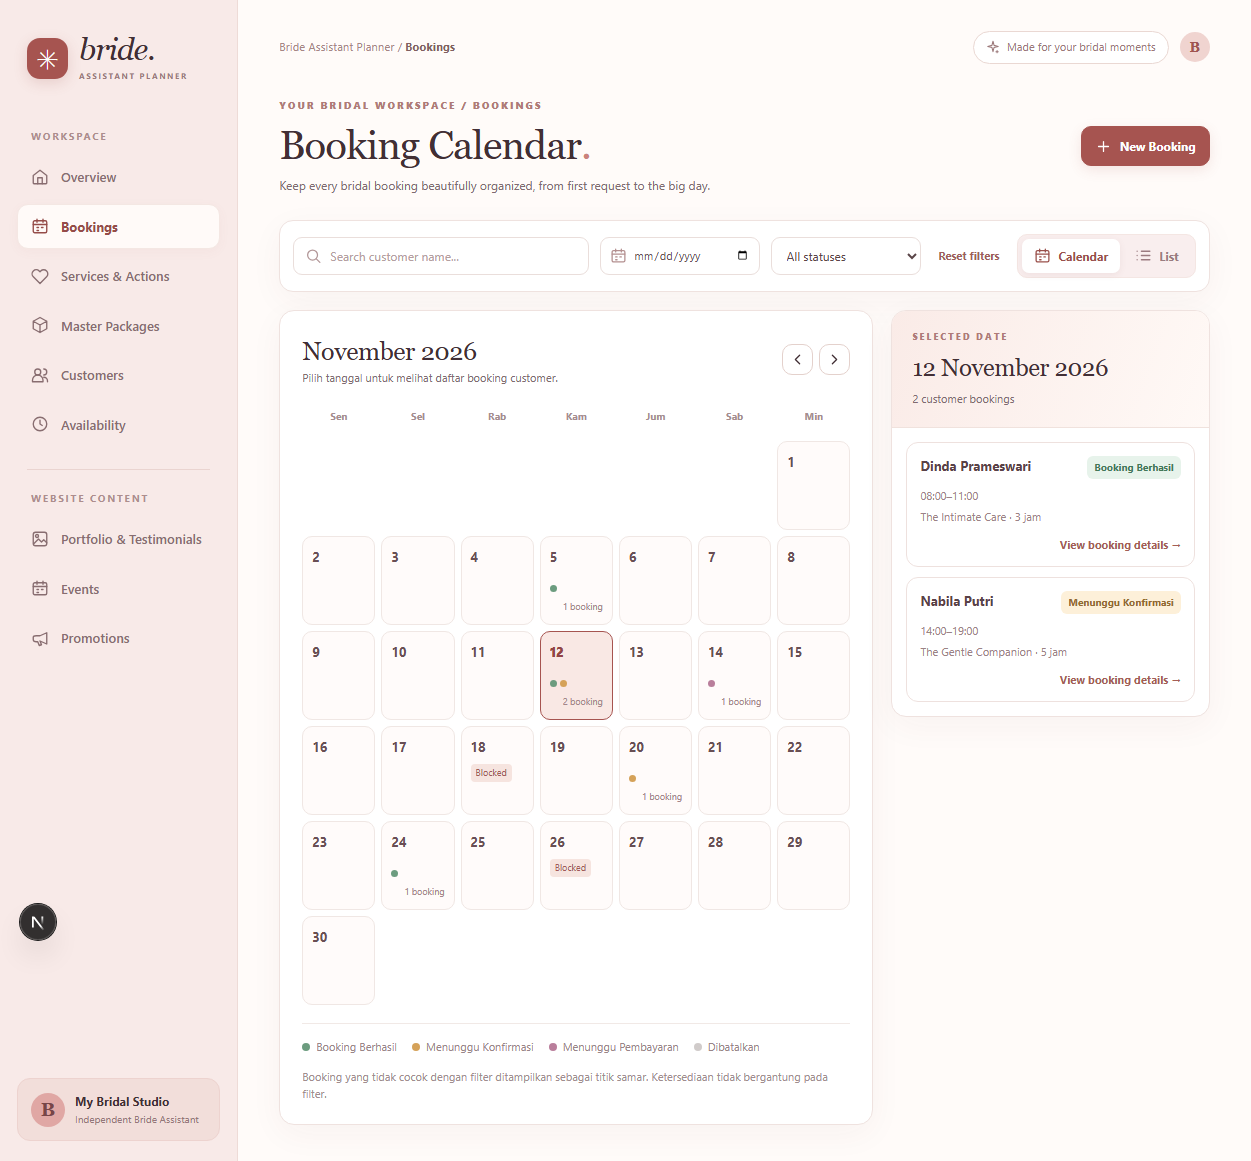 bride.
ASSISTANT PLANNER
WORKSPACE
Overview
Bookings
Services & Actions
Master Packages
Customers
Availability
WEBSITE CONTENT
Portfolio & Testimonials
Events
Promotions
N
B
My Bridal Studio
Independent Bride Assistant
Bride Assistant Planner / Bookings
Made for your bridal moments
B
YOUR BRIDAL WORKSPACE / BOOKINGS
Booking Calendar.
Keep every bridal booking beautifully organized, from first request to the big day.
+ New Booking
Search customer name...
mm/dd/yyyy
All statuses
Reset filters
Calendar
List
November 2026
Pilih tanggal untuk melihat daftar booking customer.
Sen Sel Rab Kam Jum Sab Min
1
2 3 4 5 6 7 8
1 booking
9 10 11 12 13 14 15
2 booking 1 booking
16 17 18 19 20 21 22
Blocked
1 booking
23 24 25 26 27 28 29
Blocked
1 booking
30
Booking Berhasil Menunggu Konfirmasi Menunggu Pembayaran Dibatalkan
Booking yang tidak cocok dengan filter ditampilkan sebagai titik samar. Ketersediaan tidak bergantung pada
filter.
SELECTED DATE
12 November 2026
2 customer bookings
Dinda Prameswari
Booking Berhasil
08:00–11:00
The Intimate Care · 3 jam
View booking details →
Nabila Putri
Menunggu Konfirmasi
14:00–19:00
The Gentle Companion · 5 jam
View booking details →